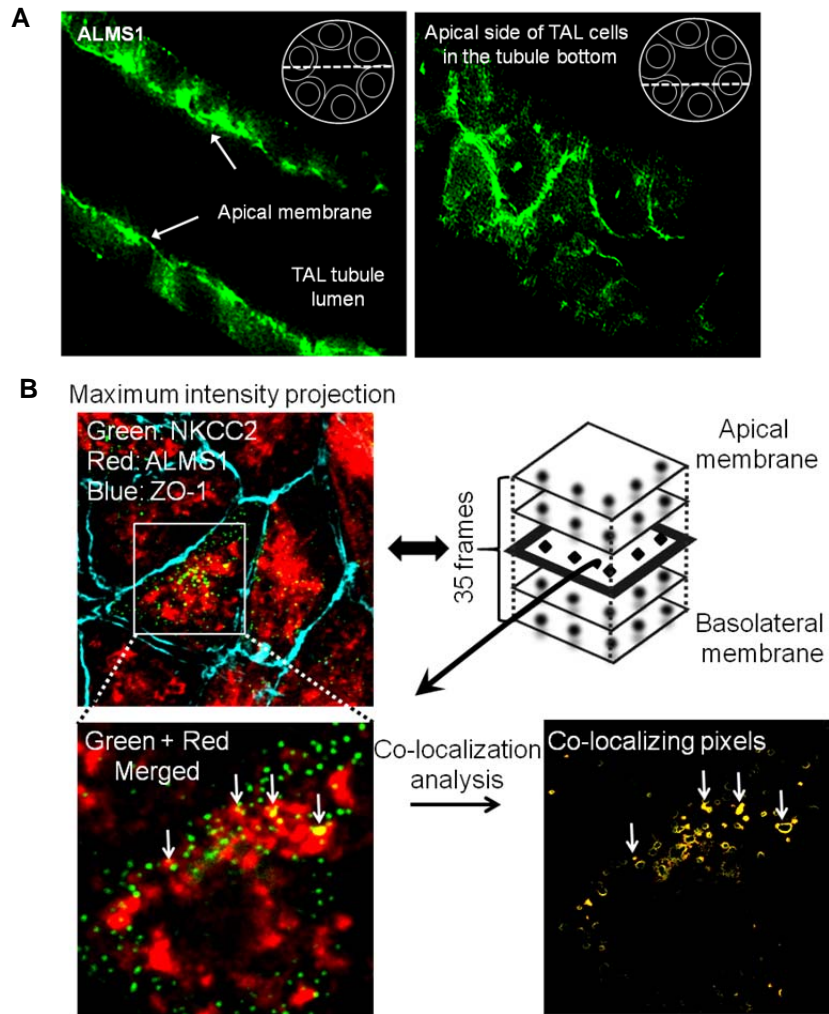 A
ALMS1
Apical membrane
TAL tubule
lumen
Apical side of TAL cells
in the tubule bottom
B
Maximum intensity projection
Green: NKCC2
Red: ALMS1
Blue: ZO-1
35 frames
Apical
membrane
Basolateral
membrane
Green + Red
Merged
Co-localization
analysis
Co-localizing pixels